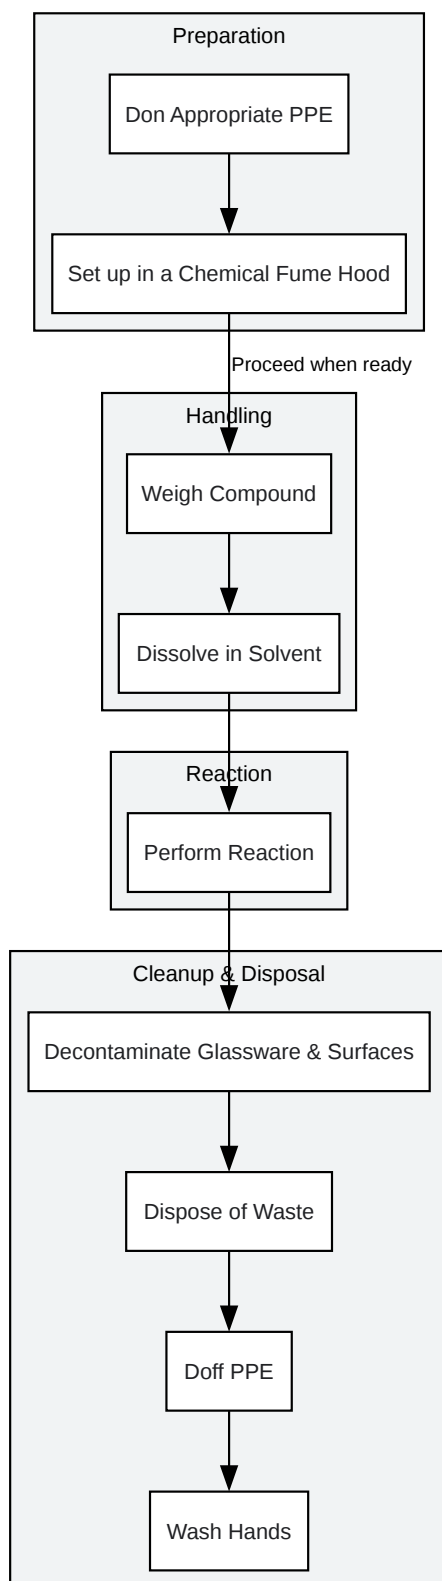 Preparation
Don Appropriate PPE
Set up in a Chemical Fume Hood
Proceed when ready
Handling
Weigh Compound
Dissolve in Solvent
Reaction
Perform Reaction
Cleanup & Disposal
Decontaminate Glassware & Surfaces
Dispose of Waste
Doff PPE
Wash Hands